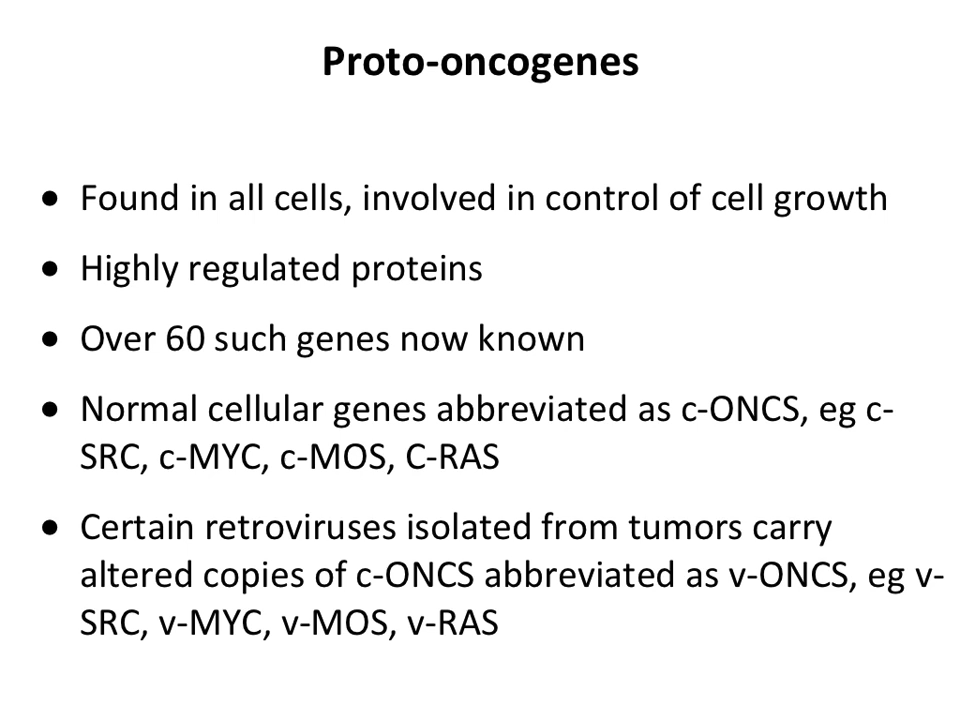 Proto-oncogenes
• Found in all cells, involved in control of cell growth
• Highly regulated proteins
• Over 60 such genes now known
• Normal cellular genes abbreviated as c-ONCS, eg c-
SRC, c-MYC, c-MOS, C-RAS
• Certain retroviruses isolated from tumors carry
altered copies of c-ONCS abbreviated as v-ONCS, eg v-
SRC, v-MYC, v-MOS, v-RAS